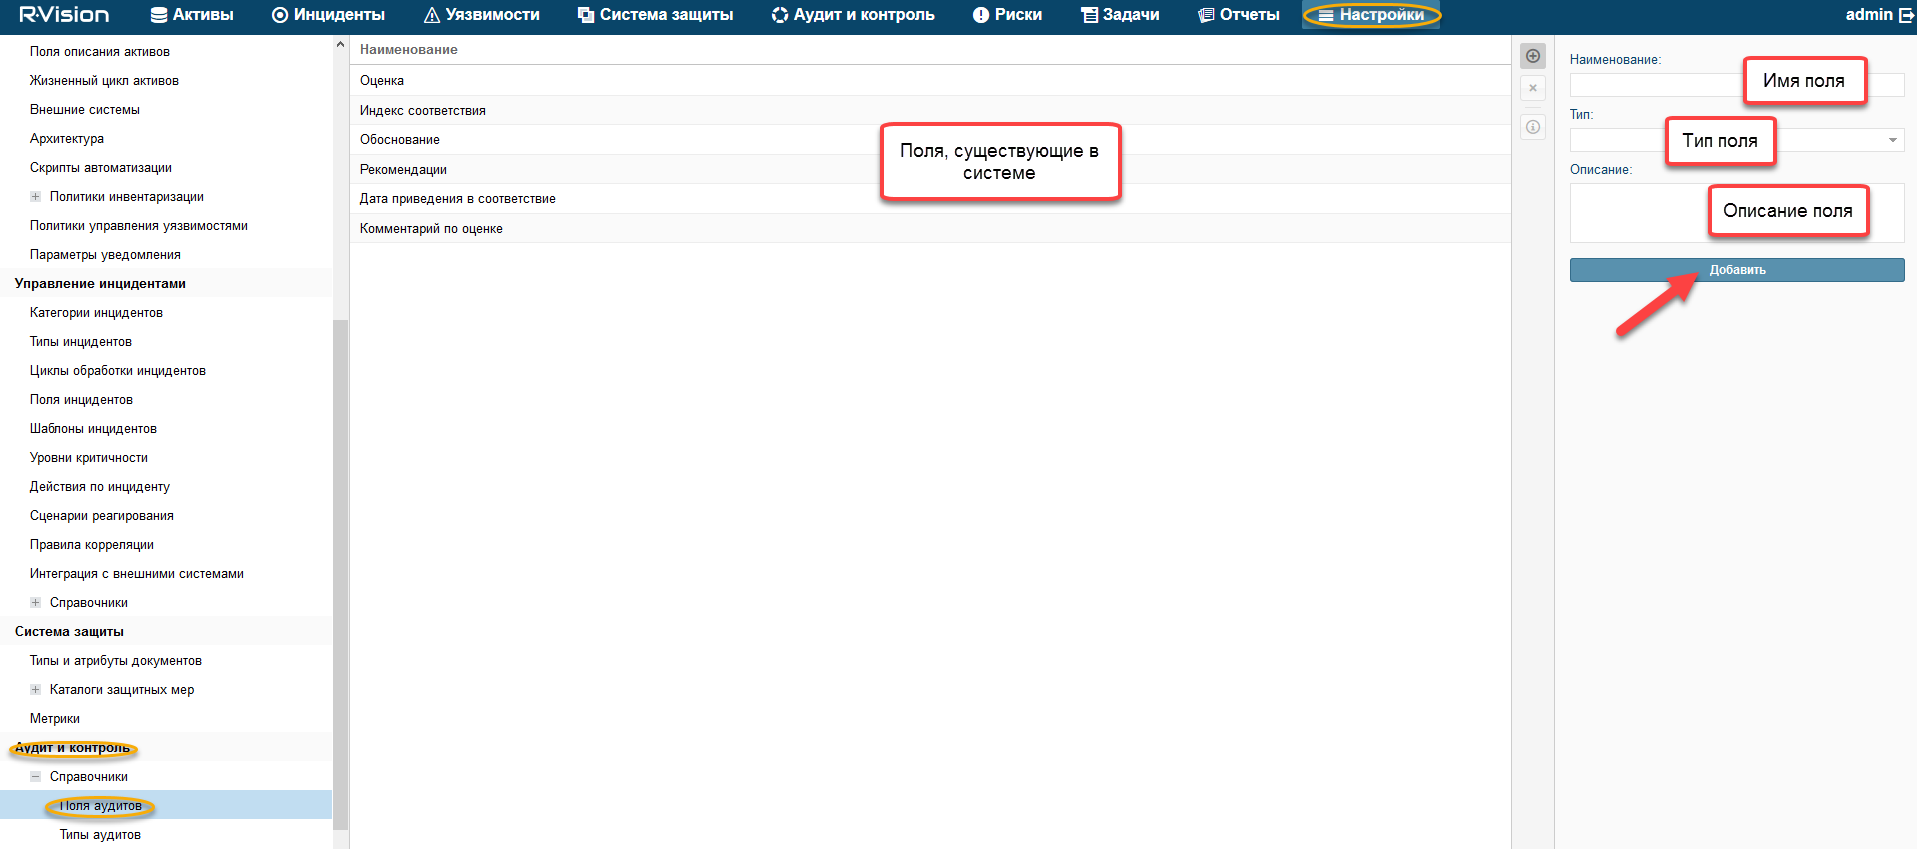 R·Vision
Активы
Инциденты
Уязвимости
Система защиты
Аудит и контроль
Риски
Задачи
Отчеты
Настройки
admin
Поля описания активов
Жизненный цикл активов
Внешние системы
Архитектура
Скрипты автоматизации
Политики инвентаризации
Политики управления уязвимостями
Параметры уведомления
Управление инцидентами
Категории инцидентов
Типы инцидентов
Циклы обработки инцидентов
Поля инцидентов
Шаблоны инцидентов
Уровни критичности
Действия по инциденту
Сценарии реагирования
Правила корреляции
Интеграция с внешними системами
Справочники
Система защиты
Типы и атрибуты документов
Каталоги защитных мер
Метрики
Аудит и контроль
Справочники
Поля аудитов
Типы аудитов
Наименование
Оценка
Индекс соответствия
Обоснование
Рекомендации
Дата приведения в соответствие
Комментарий по оценке
Поля, существующие в
системе
Наименование:
Имя поля
Тип:
Тип поля
Описание:
Описание поля
Добавить